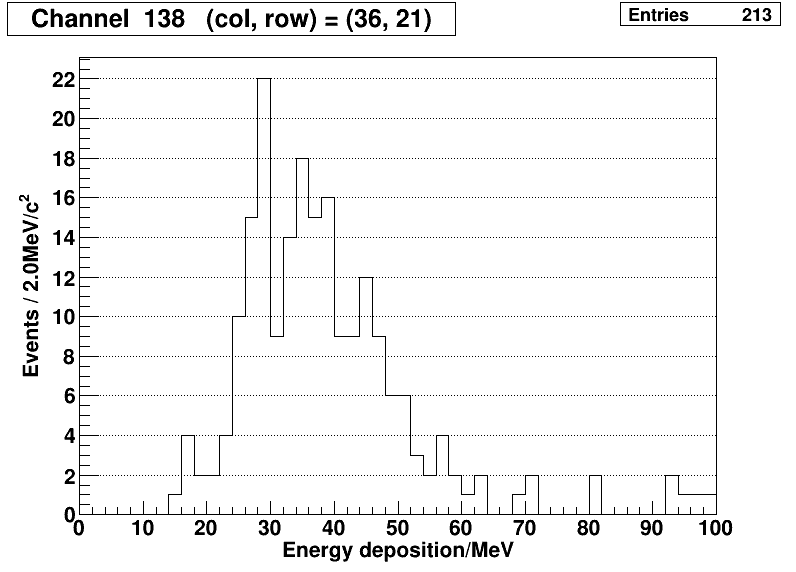 Channel 138 (col, row) = (36, 21)
Entries 213
22
20
18
16
14
12
10
8
6
4
2
0
Events / 2.0MeV/c²
0 10 20 30 40 50 60 70 80 90 100
Energy deposition/MeV